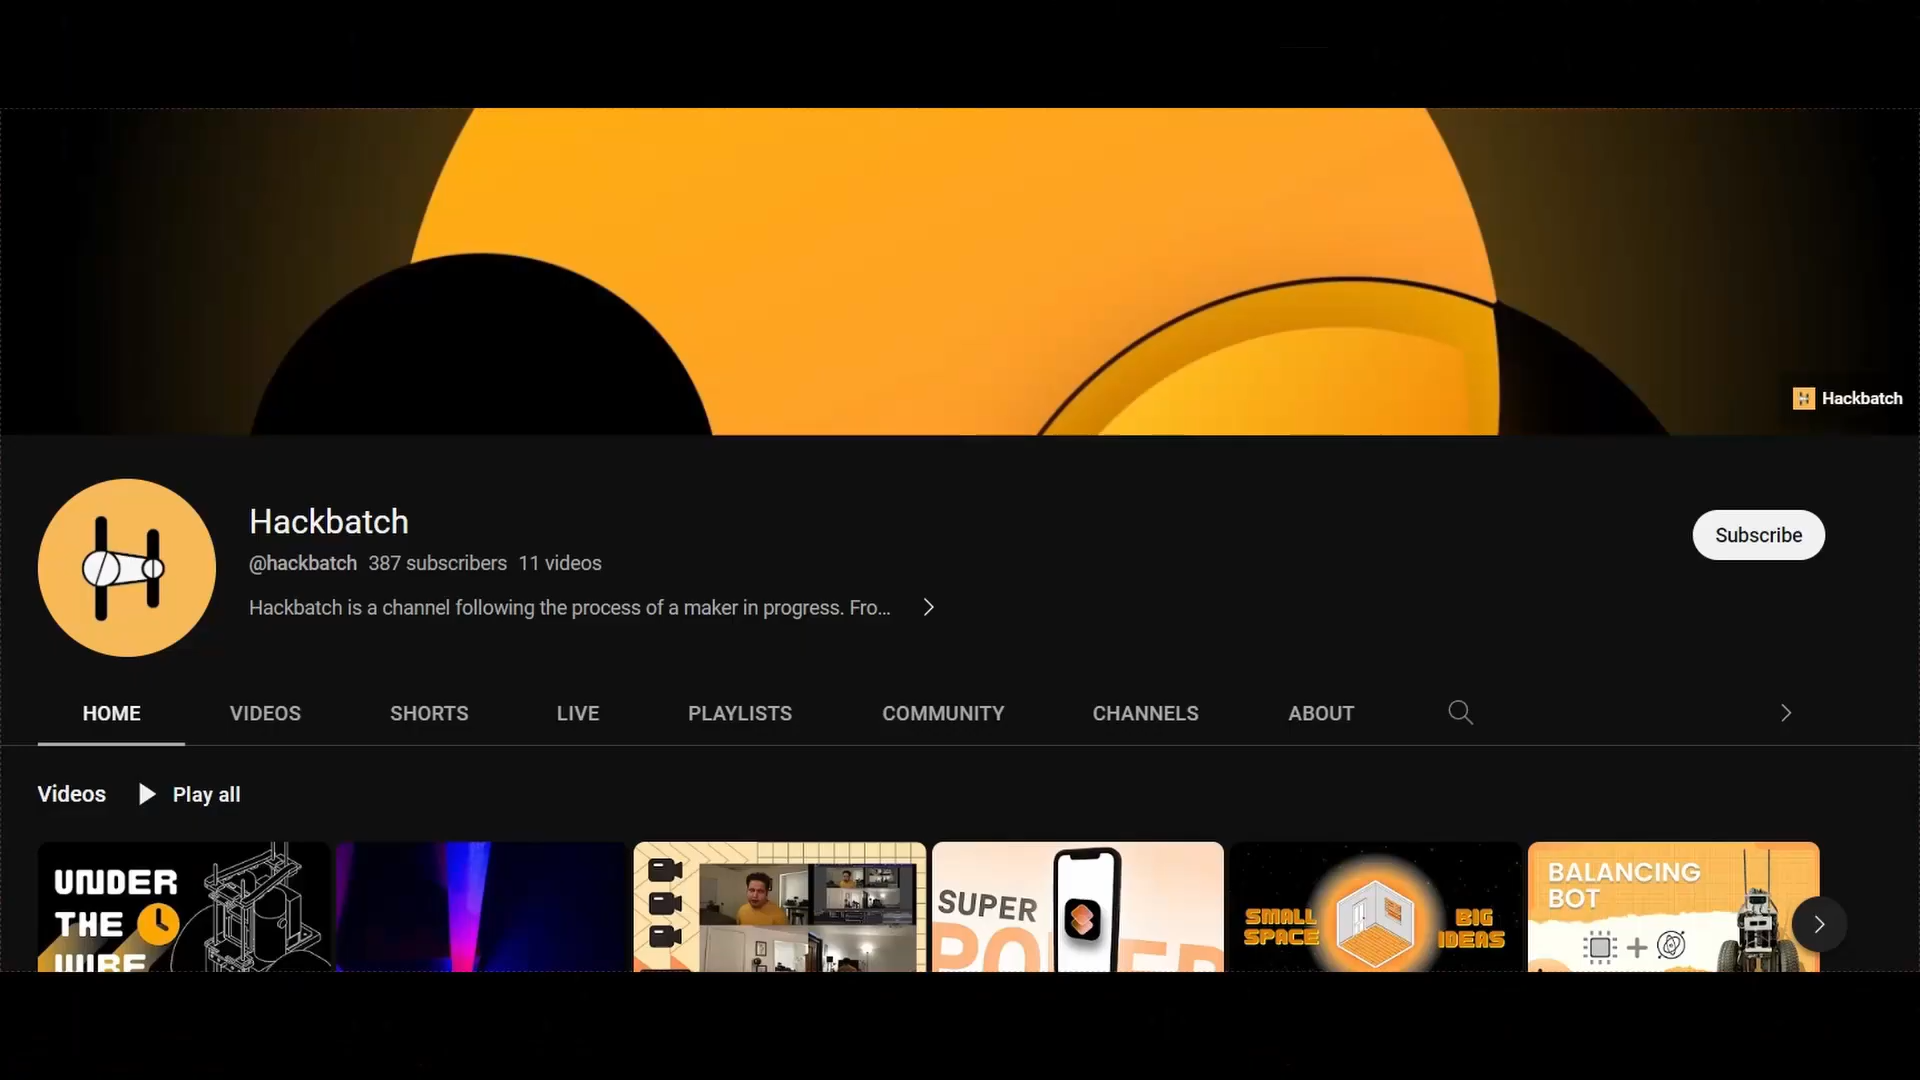 Hackbatch
Hackbatch
@hackbatch 387 subscribers 11 videos
Hackbatch is a channel following the process of a maker in progress. Fro...
Subscribe
HOME VIDEOS SHORTS LIVE PLAYLISTS COMMUNITY CHANNELS ABOUT
Videos Play all
UNDER
THE
WIRE
SUPER
POWER
SMALL
SPACE
BIG
IDEAS
BALANCING
BOT